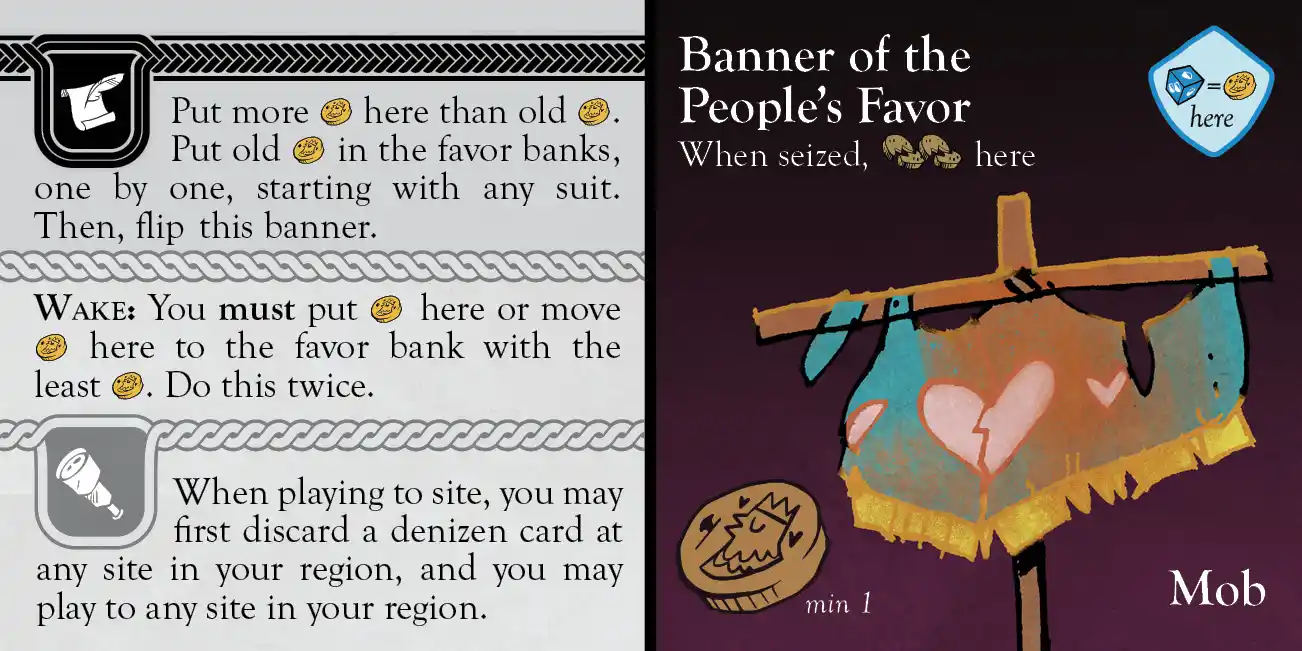 Put more here than old .
Put old in the favor banks,
one by one, starting with any suit.
Then, flip this banner.
WAKE: You must put here or move
here to the favor bank with the
least . Do this twice.
When playing to site, you may
first discard a denizen card at
any site in your region, and you may
play to any site in your region.
Banner of the
People's Favor
When seized, here
=
here
min 1
Mob